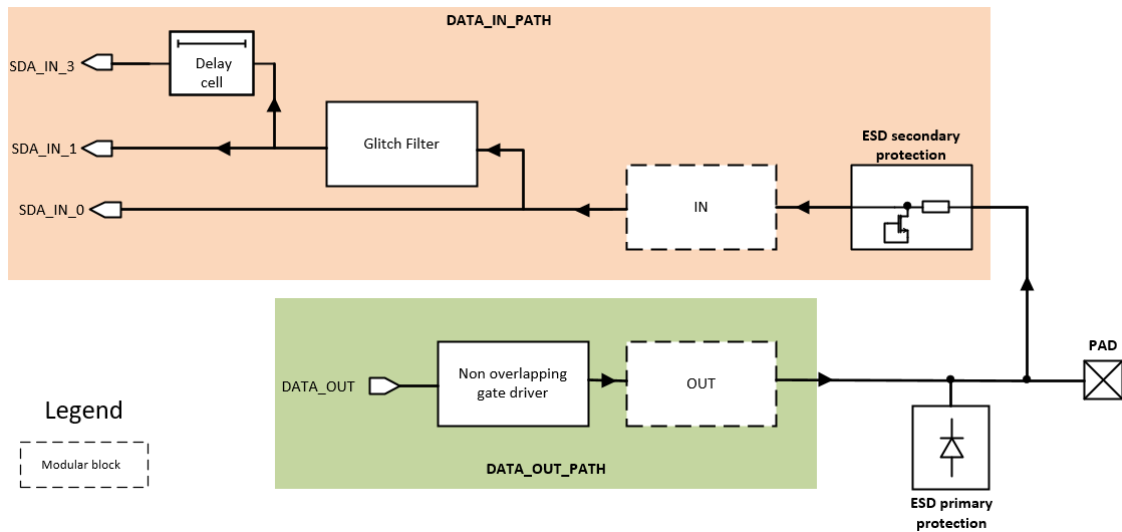 DATA_IN_PATH
SDA_IN_3
Delay
cell
SDA_IN_1
Glitch Filter
ESD secondary
protection
SDA_IN_0
IN
DATA_OUT
Non overlapping
gate driver
OUT
PAD
Legend
Modular block
DATA_OUT_PATH
ESD primary
protection